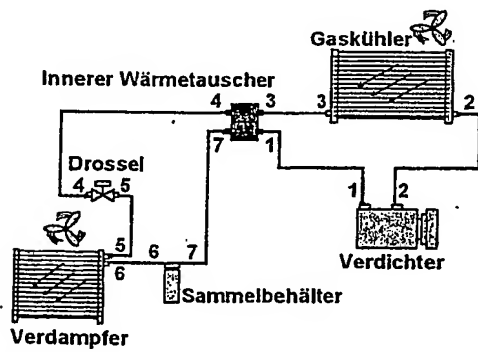 Gaskühler
Innerer Wärmetauscher
4 3 3 2
7 1
Drossel
4 5
1 2
5
6 6 7
Verdichter
Sammelbehälter
Verdampfer